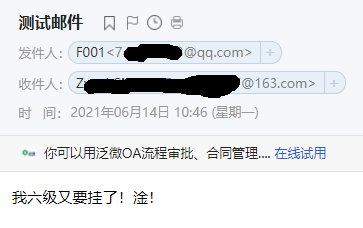 测试邮件
发件人：F001<7@qq.com>
收件人：@163.com>
时 间：2021年06月14日 10:46 (星期一)
你可以用泛微OA流程审批、合同管理.... 在线试用
我六级又要挂了！淦！